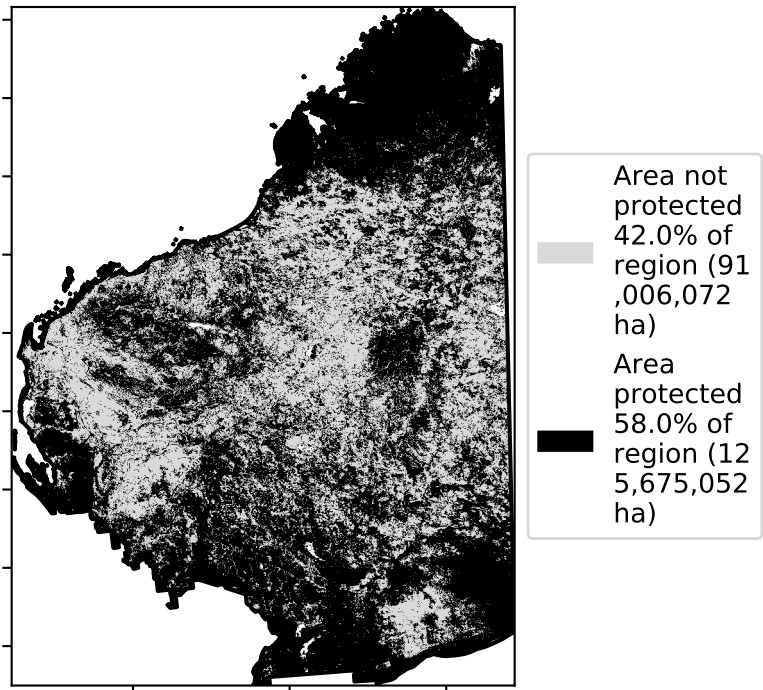 Area not
protected
42.0% of
region (91
,006,072
ha)
Area
protected
58.0% of
region (12
5,675,052
ha)